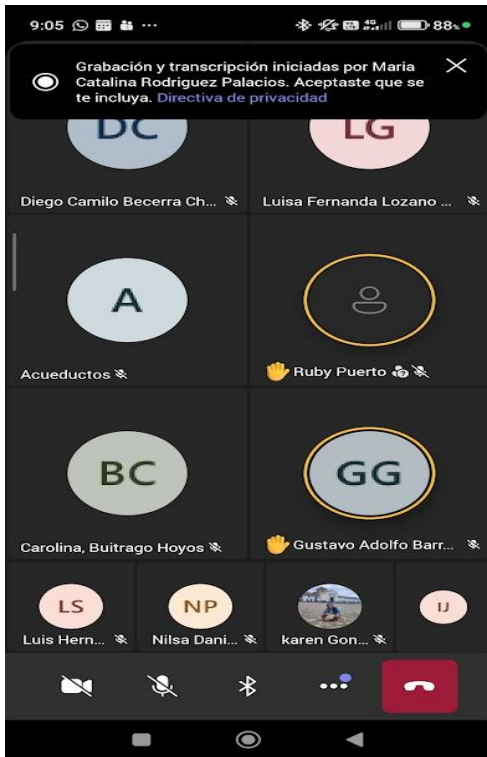 9:05 ... 4G 88%
Grabación y transcripción iniciadas por Maria
Catalina Rodriguez Palacios. Aceptaste que se
te incluya. Directiva de privacidad
DC LG
Diego Camilo Becerra Ch... Luisa Fernanda Lozano ...
A
Acueductos Ruby Puerto
BC GG
Carolina, Buitrago Hoyos Gustavo Adolfo Barr...
LS NP IJ
Luis Hern... Nilsa Dani... karen Gon...